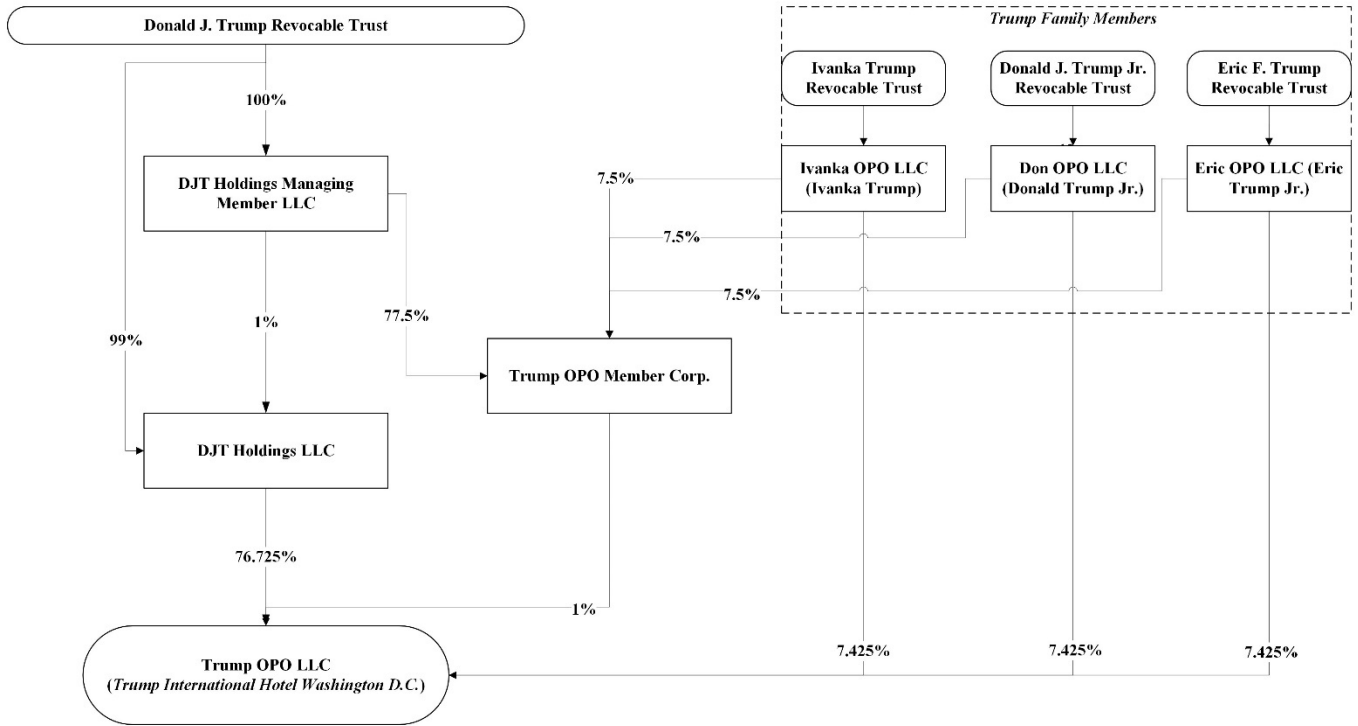 Donald J. Trump Revocable Trust
Trump Family Members
Ivanka Trump
Revocable Trust
Donald J. Trump Jr.
Revocable Trust
Eric F. Trump
Revocable Trust
100%
DJT Holdings Managing
Member LLC
7.5%
Ivanka OPO LLC
(Ivanka Trump)
Don OPO LLC
(Donald Trump Jr.)
Eric OPO LLC (Eric
Trump Jr.)
7.5%
7.5%
1%
77.5%
99%
Trump OPO Member Corp.
DJT Holdings LLC
76.725%
1%
Trump OPO LLC
(Trump International Hotel Washington D.C.)
7.425%
7.425%
7.425%